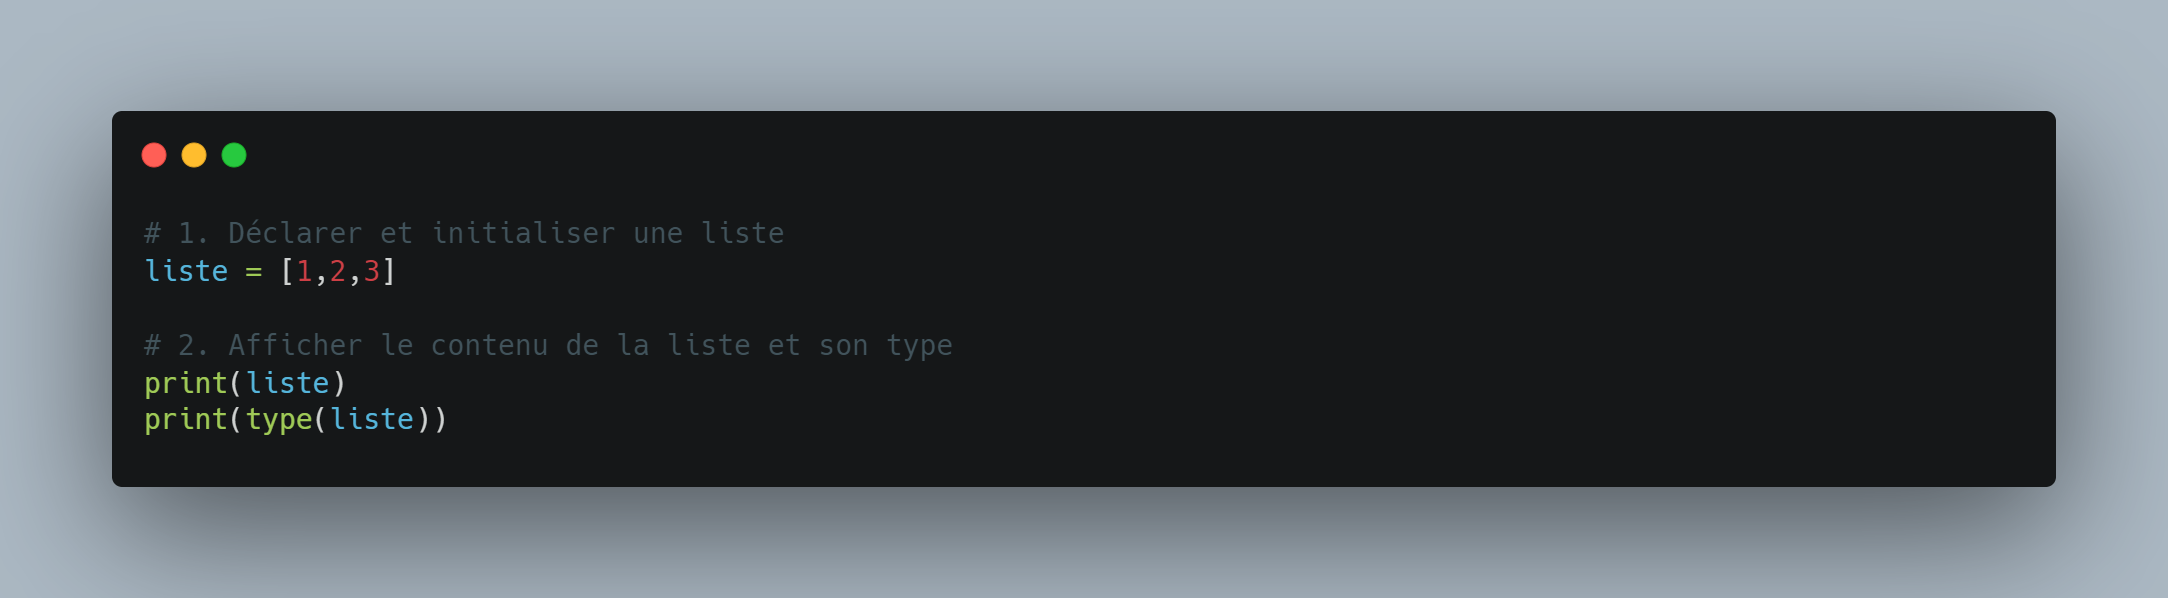 # 1. Déclarer et initialiser une liste
liste = [1,2,3]
# 2. Afficher le contenu de la liste et son type
print(liste)
print(type(liste))